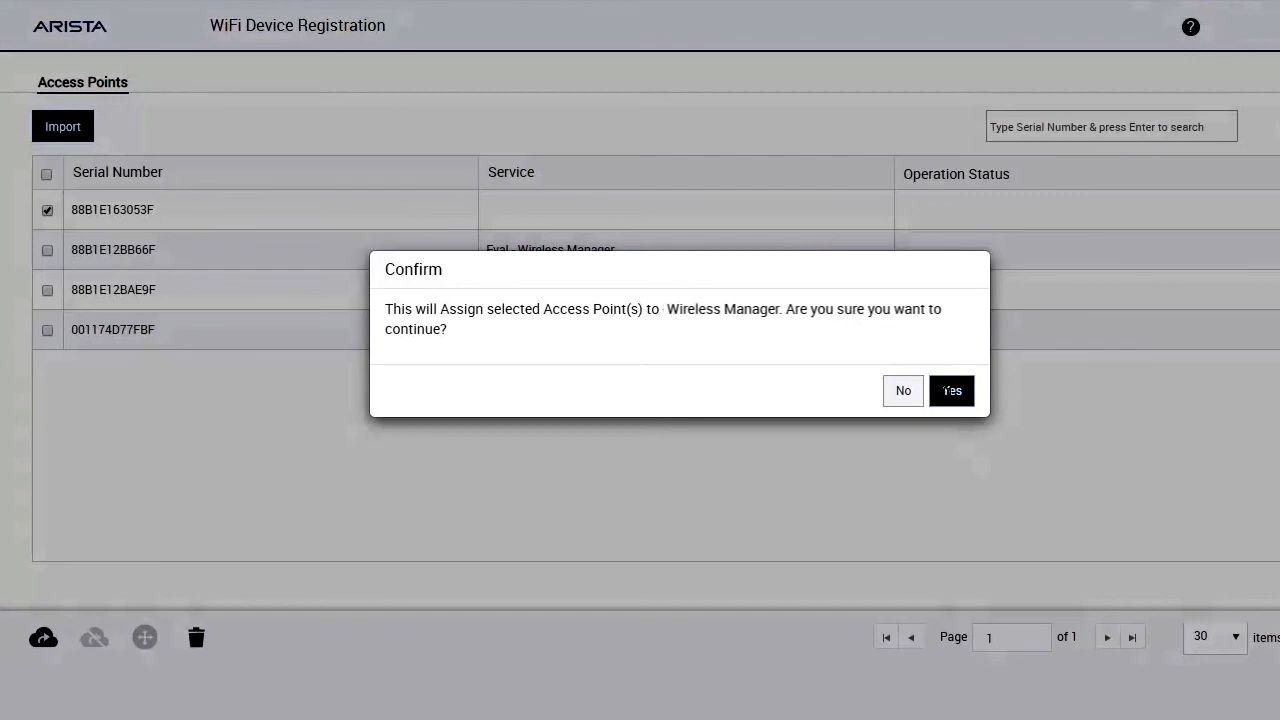 ARISTA
WiFi Device Registration
?
Access Points
Import
Type Serial Number & press Enter to search
Serial Number
Service
Operation Status
88B1E163053F
88B1E12BB66F
Eval - Wireless Manager
88B1E12BAE9F
001174D77FBF
Confirm
This will Assign selected Access Point(s) to Wireless Manager. Are you sure you want to
continue?
No
Yes
Page
1
of 1
30
items